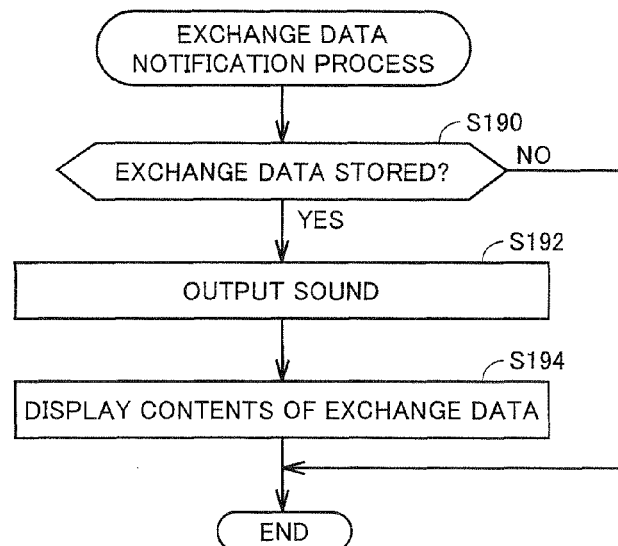 EXCHANGE DATA
NOTIFICATION PROCESS
S190
EXCHANGE DATA STORED?
NO
YES
S192
OUTPUT SOUND
S194
DISPLAY CONTENTS OF EXCHANGE DATA
END